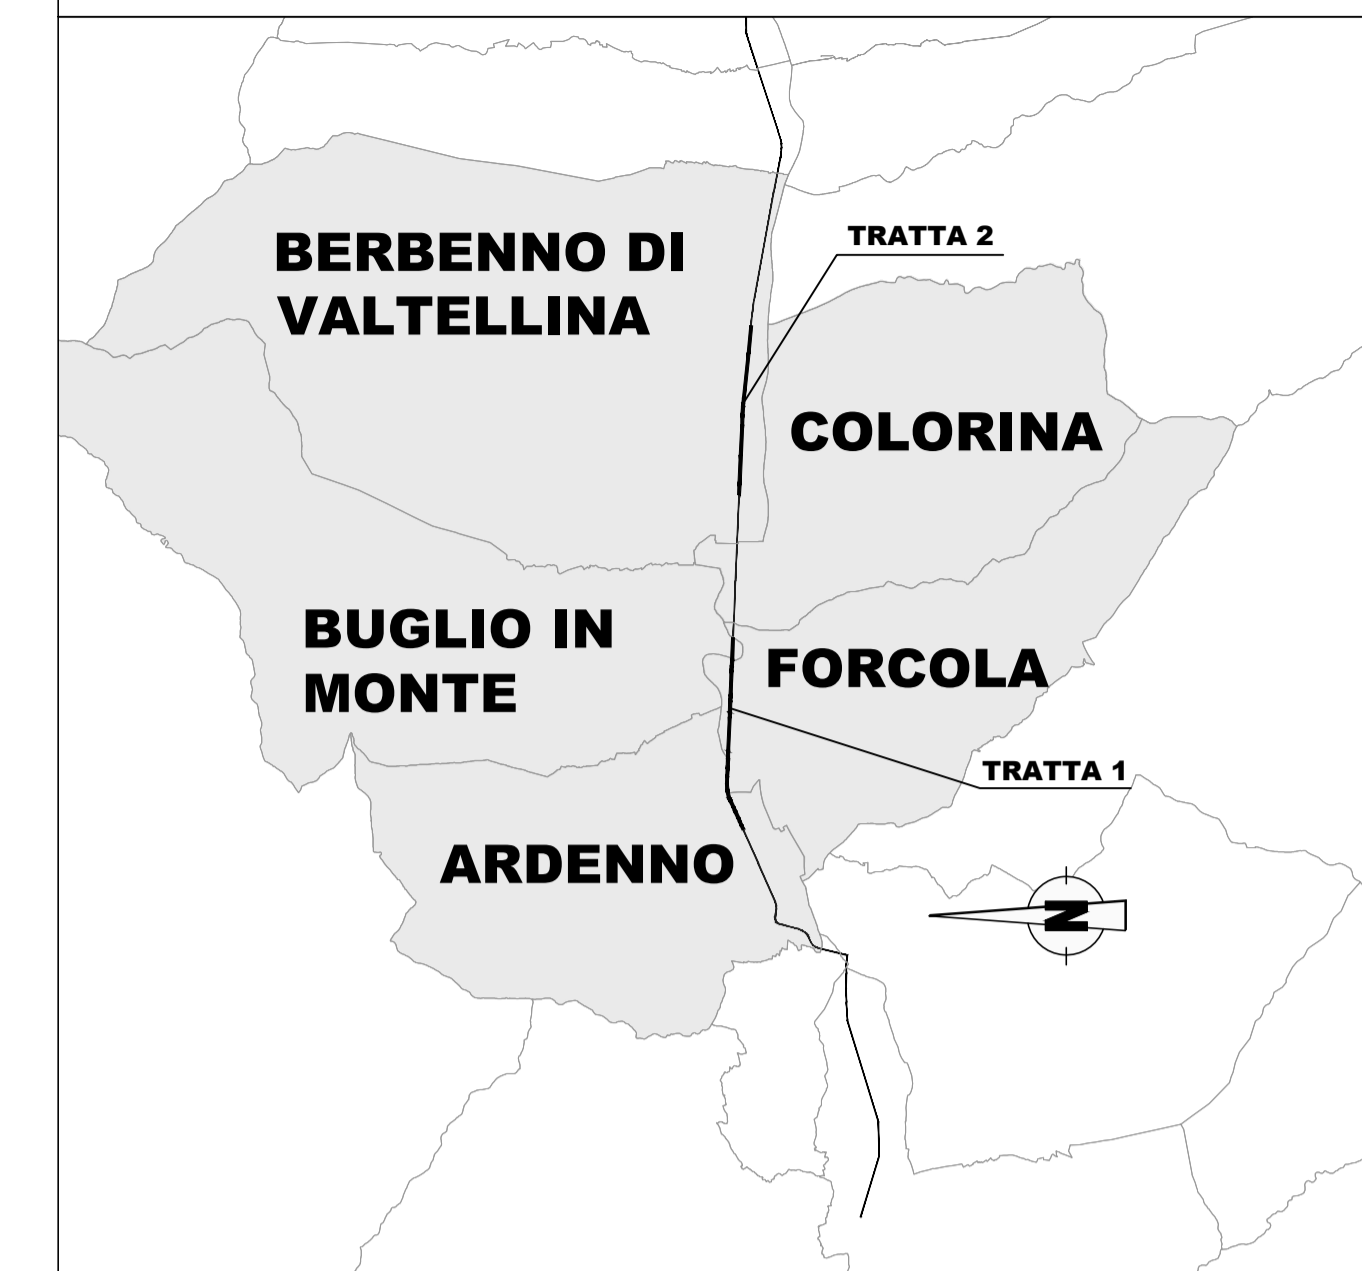 BERBENNO DI
VALTELLINA
TRATTA 2
COLORINA
BUGLIO IN
MONTE
FORCOLA
TRATTA 1
ARDENNO
N